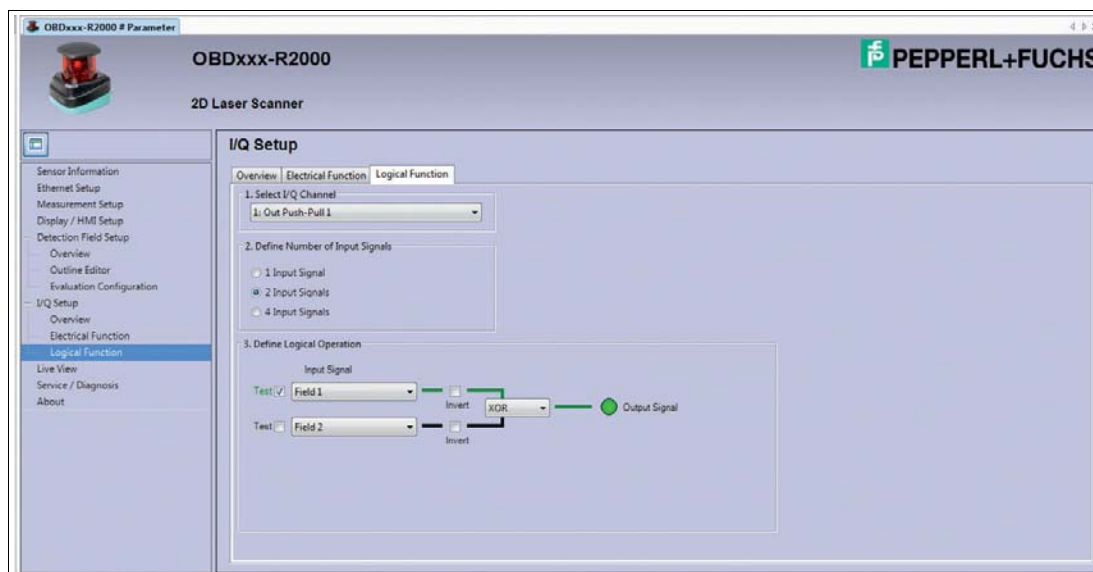 OBDxxx-R2000 # Parameter
OBDxxx-R2000
PEPPERL+FUCHS
2D Laser Scanner
Sensor Information
Ethernet Setup
Measurement Setup
Display / HMI Setup
Detection Field Setup
Overview
Outline Editor
Evaluation Configuration
I/Q Setup
Overview
Electrical Function
Logical Function
Live View
Service / Diagnosis
About
I/Q Setup
Overview Electrical Function Logical Function
1. Select I/Q Channel
1: Out Push-Pull 1
2. Define Number of Input Signals
1 Input Signal
2 Input Signals
4 Input Signals
3. Define Logical Operation
Input Signal
Test Field 1
Invert XOR Output Signal
Test Field 2
Invert